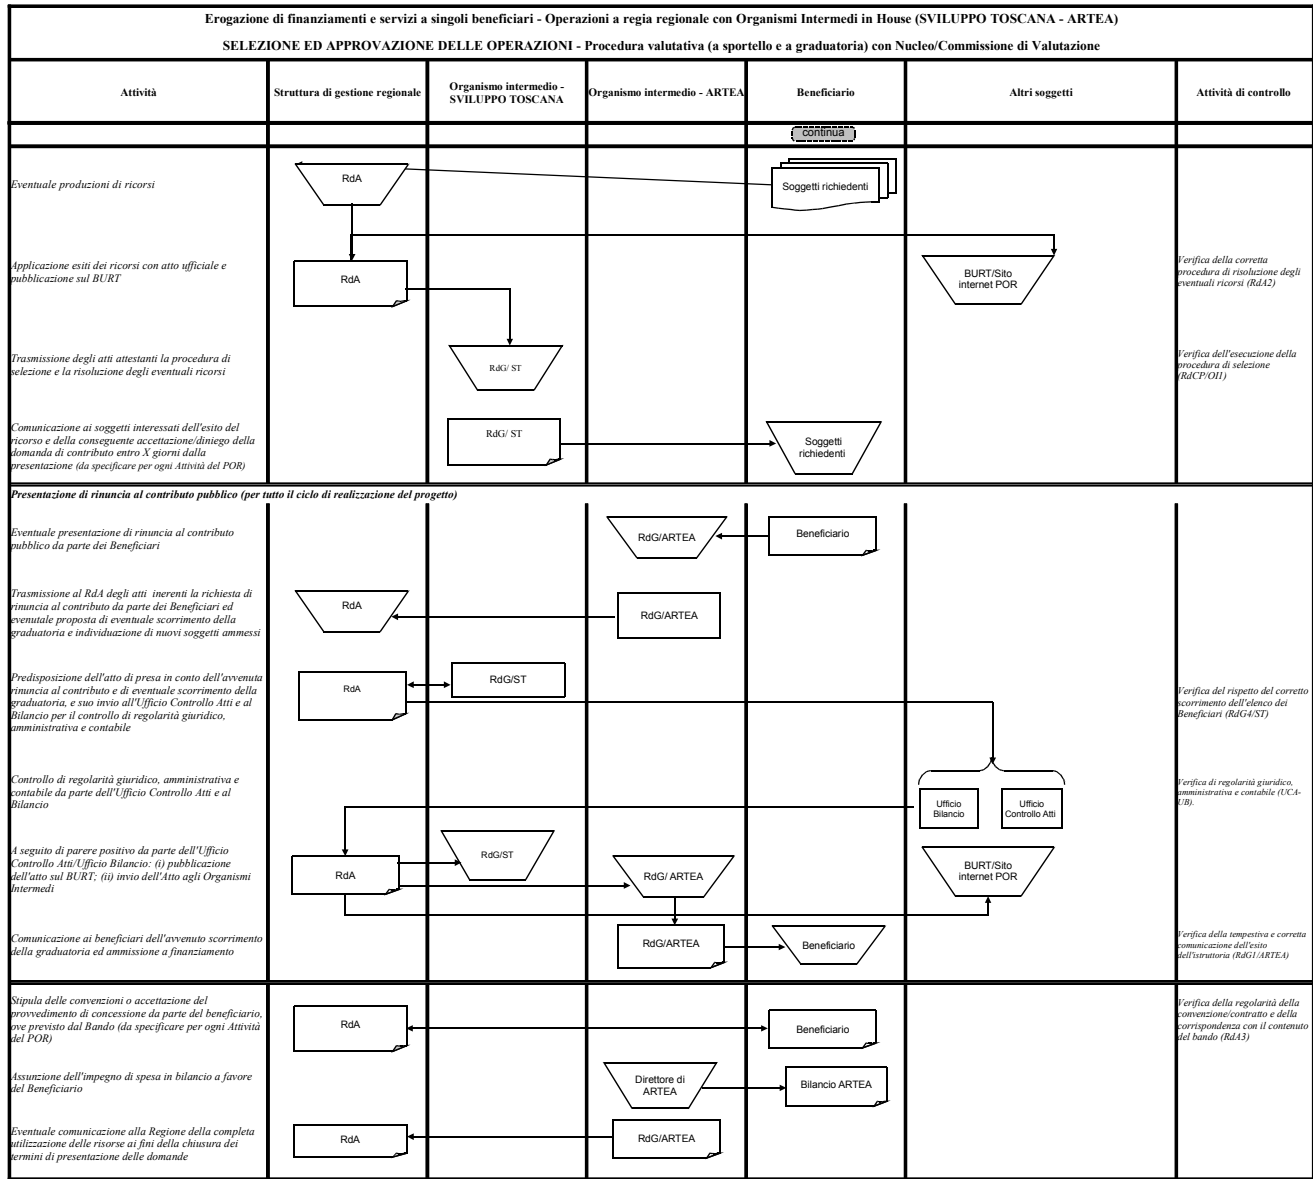 Erogazione di finanziamenti e servizi a singoli beneficiari - Operazioni a regia regionale con Organismi Intermedi in House (SVILUPPO TOSCANA - ARTEA)
SELEZIONE ED APPROVAZIONE DELLE OPERAZIONI - Procedura valutativa (a sportello e a graduatoria) con Nucleo/Commissione di Valutazione
Attività
Struttura di gestione regionale
Organismo intermedio -
SVILUPPO TOSCANA
Organismo intermedio - ARTEA
Beneficiario
Altri soggetti
Attività di controllo
continua
Eventuale produzioni di ricorsi
RdA
Soggetti richiedenti
Applicazione esiti dei ricorsi con atto ufficiale e
pubblicazione sul BURT
RdA
BURT/Sito
internet POR
Verifica della corretta
procedura di risoluzione degli
eventuali ricorsi (RdA2)
Trasmissione degli atti attestanti la procedura di
selezione e la risoluzione degli eventuali ricorsi
RdG/ ST
Verifica dell'esecuzione della
procedura di selezione
(RdCP/OI1)
Comunicazione ai soggetti interessati dell'esito del
ricorso e della conseguente accettazione/diniego della
domanda di contributo entro X giorni dalla
presentazione (da specificare per ogni Attività del POR)
RdG/ ST
Soggetti
richiedenti
Presentazione di rinuncia al contributo pubblico (per tutto il ciclo di realizzazione del progetto)
Eventuale presentazione di rinuncia al contributo
pubblico da parte dei Beneficiari
RdG/ARTEA
Beneficiario
Trasmissione al RdA degli atti inerenti la richiesta di
rinuncia al contributo da parte dei Beneficiari ed
evenutale proposta di eventuale scorrimento della
graduatoria e individuazione di nuovi soggetti ammessi
RdA
RdG/ARTEA
Predisposizione dell'atto di presa in conto dell'avvenuta
rinuncia al contributo e di eventuale scorrimento della
graduatoria, e suo invio all'Ufficio Controllo Atti e al
Bilancio per il controllo di regolarità giuridico,
amministrativa e contabile
RdA
RdG/ST
Verifica del rispetto del corretto
scorrimento dell'elenco dei
Beneficiari (RdG4/ST)
Controllo di regolarità giuridico, amministrativa e
contabile da parte dell'Ufficio Controllo Atti e al
Bilancio
Ufficio
Bilancio
Ufficio
Controllo Atti
Verifica di regolarità giuridico,
amministrativa e contabile (UCA-
UB).
A seguito di parere positivo da parte dell'Ufficio
Controllo Atti/Ufficio Bilancio: (i) pubblicazione
dell'atto sul BURT; (ii) invio dell'Atto agli Organismi
Intermedi
RdA
RdG/ST
RdG/ ARTEA
BURT/Sito
internet POR
Comunicazione ai beneficiari dell'avvenuto scorrimento
della graduatoria ed ammissione a finanziamento
RdG/ARTEA
Beneficiario
Verifica della tempestiva e corretta
comunicazione dell'esito
dell'istruttoria (RdG1/ARTEA)
Stipula delle convenzioni o accettazione del
provvedimento di concessione da parte del beneficiario,
ove previsto dal Bando (da specificare per ogni Attività
del POR)
RdA
Beneficiario
Verifica della regolarità della
convenzione/contratto e della
corrispondenza con il contenuto
del bando (RdA3)
Assunzione dell'impegno di spesa in bilancio a favore
del Beneficiario
Direttore di
ARTEA
Bilancio ARTEA
Eventuale comunicazione alla Regione della completa
utilizzazione delle risorse ai fini della chiusura dei
termini di presentazione delle domande
RdA
RdG/ARTEA